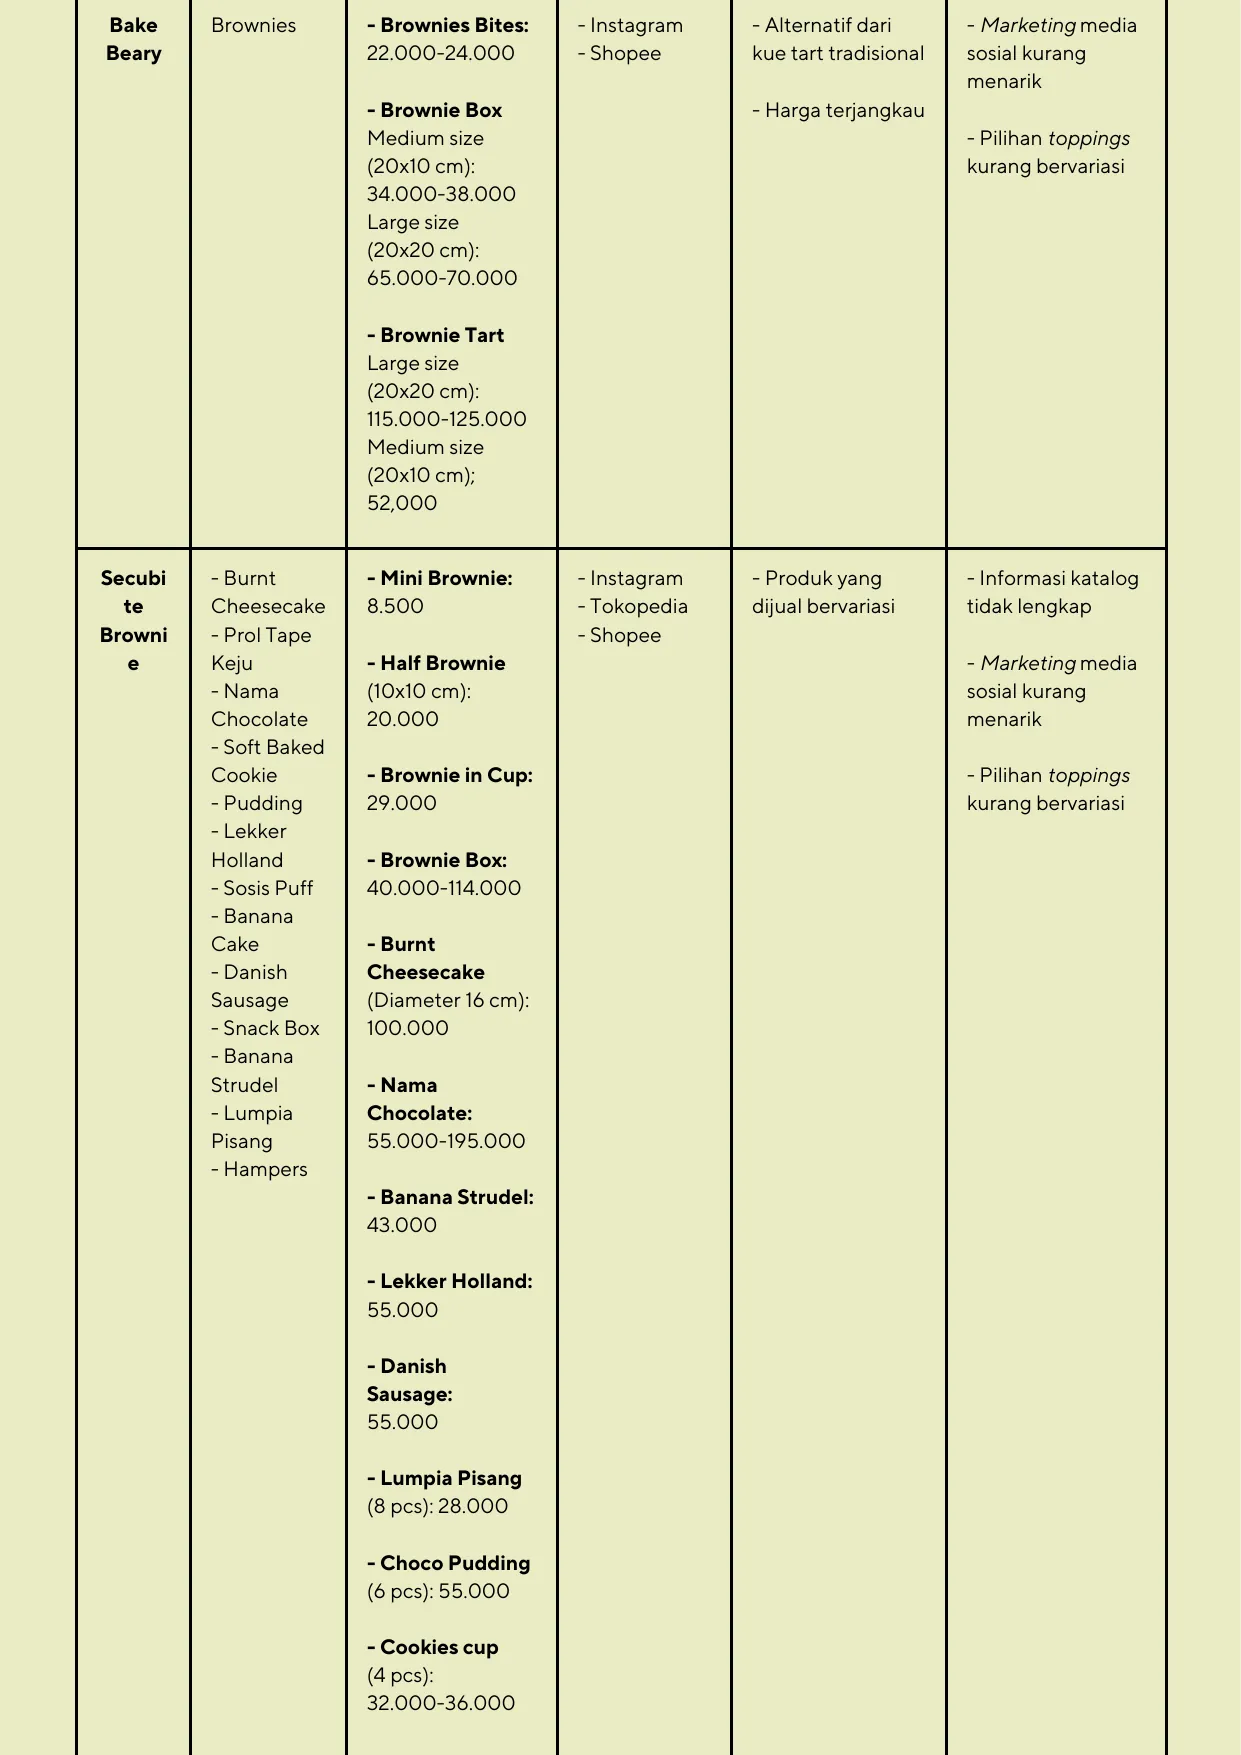 Bake
Beary
Brownies
- Brownies Bites:
22.000-24.000

- Brownie Box
Medium size
(20x10 cm):
34.000-38.000
Large size
(20x20 cm):
65.000-70.000

- Brownie Tart
Large size
(20x20 cm):
115.000-125.000
Medium size
(20x10 cm);
52,000
- Instagram
- Shopee
- Alternatif dari
kue tart tradisional

- Harga terjangkau
- Marketing media
sosial kurang
menarik

- Pilihan toppings
kurang bervariasi

Secubi
te
Browni
e
- Burnt
Cheesecake
- Prol Tape
Keju
- Nama
Chocolate
- Soft Baked
Cookie
- Pudding
- Lekker
Holland
- Sosis Puff
- Banana
Cake
- Danish
Sausage
- Snack Box
- Banana
Strudel
- Lumpia
Pisang
- Hampers
- Mini Brownie:
8.500

- Half Brownie
(10x10 cm):
20.000

- Brownie in Cup:
29.000

- Brownie Box:
40.000-114.000

- Burnt
Cheesecake
(Diameter 16 cm):
100.000

- Nama
Chocolate:
55.000-195.000

- Banana Strudel:
43.000

- Lekker Holland:
55.000

- Danish
Sausage:
55.000

- Lumpia Pisang
(8 pcs): 28.000

- Choco Pudding
(6 pcs): 55.000

- Cookies cup
(4 pcs):
32.000-36.000
- Instagram
- Tokopedia
- Shopee
- Produk yang
dijual bervariasi
- Informasi katalog
tidak lengkap

- Marketing media
sosial kurang
menarik

- Pilihan toppings
kurang bervariasi